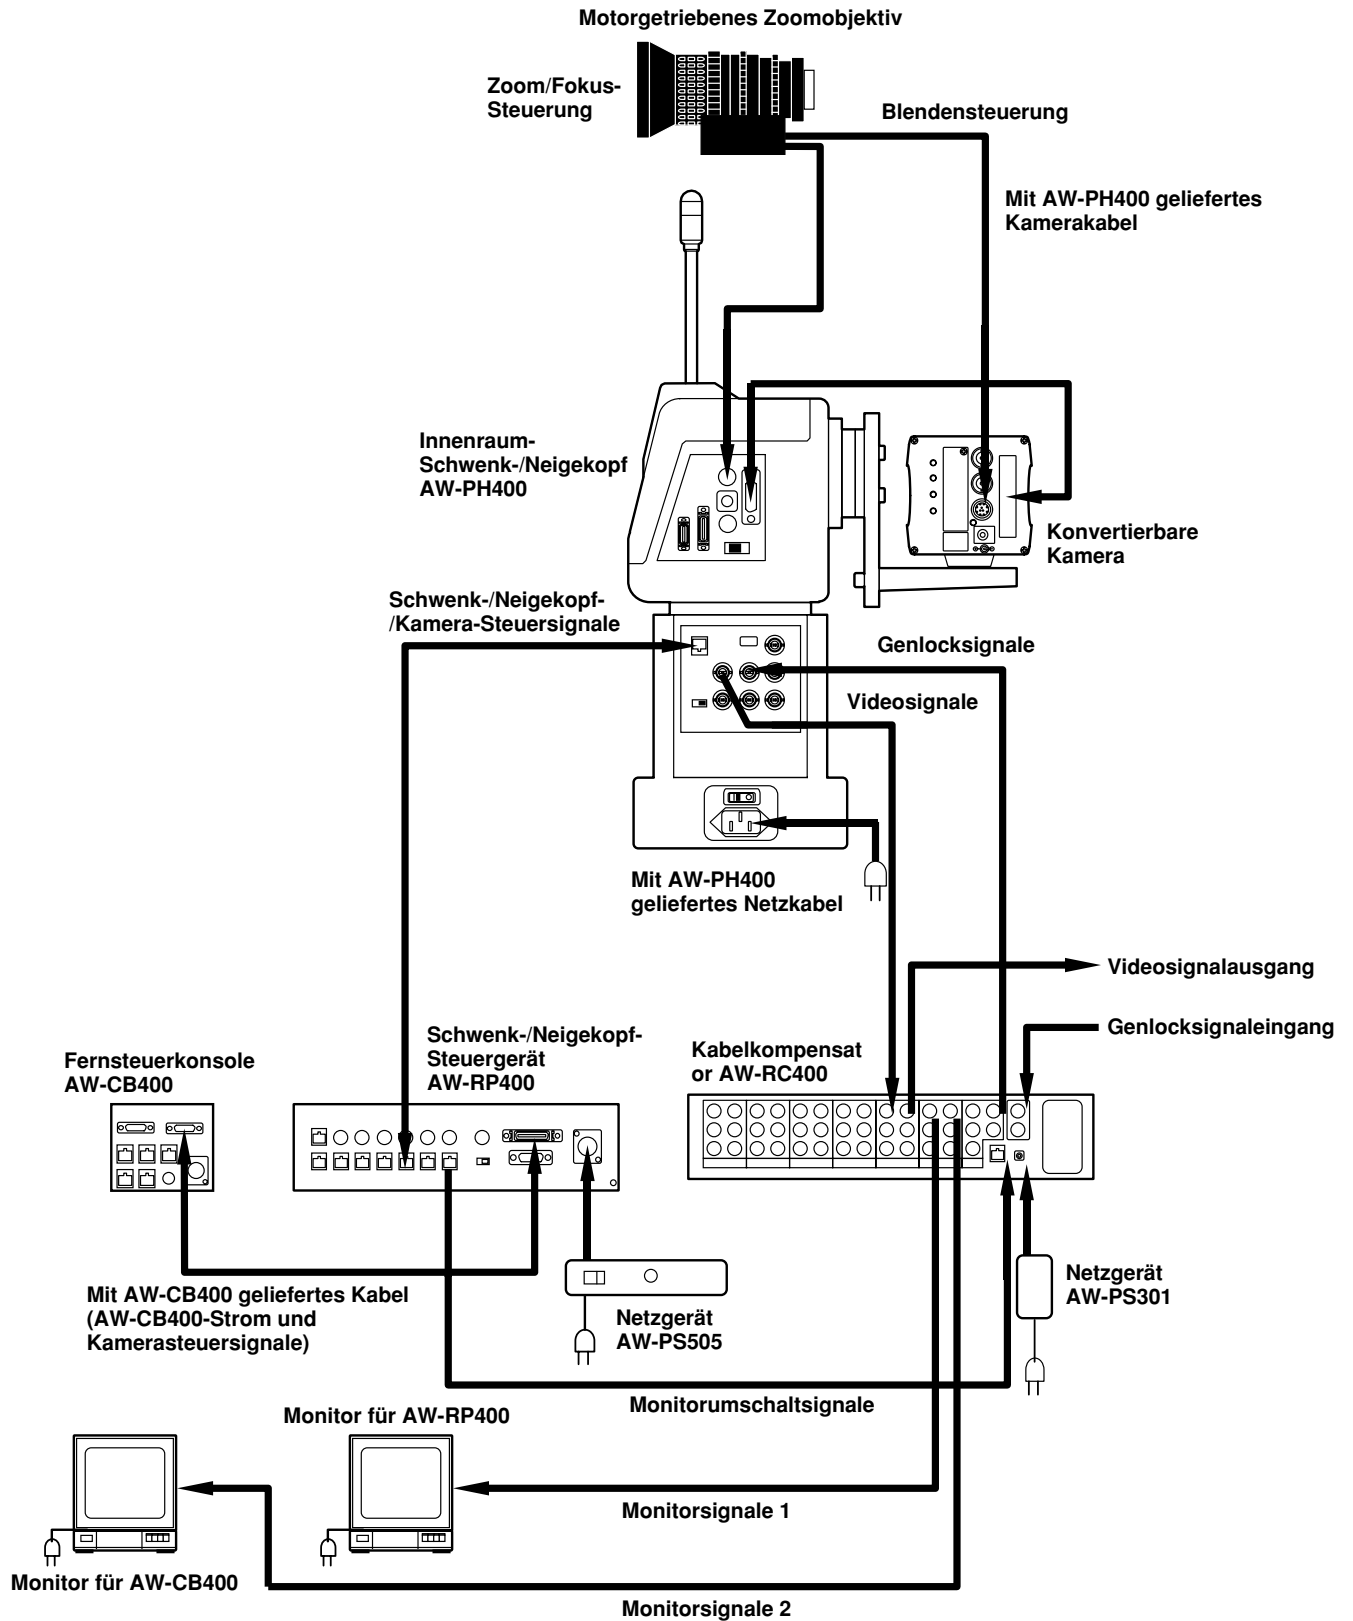 Motorgetriebenes Zoomobjektiv
Zoom/Fokus-
Steuerung
Blendensteuerung
Mit AW-PH400 geliefertes
Kamerakabel
Innenraum-
Schwenk-/Neigekopf
AW-PH400
Konvertierbare
Kamera
Schwenk-/Neigekopf-
/Kamera-Steuersignale
Genlocksignale
Videosignale
Mit AW-PH400
geliefertes Netzkabel
Videosignalausgang
Genlocksignaleingang
Fernsteuerkonsole
AW-CB400
Schwenk-/Neigekopf-
Steuergerät
AW-RP400
Kabelkompensat
or AW-RC400
Mit AW-CB400 geliefertes Kabel
(AW-CB400-Strom und
Kamerasteuersignale)
Netzgerät
AW-PS505
Netzgerät
AW-PS301
Monitorumschaltsignale
Monitor für AW-RP400
Monitorsignale 1
Monitor für AW-CB400
Monitorsignale 2